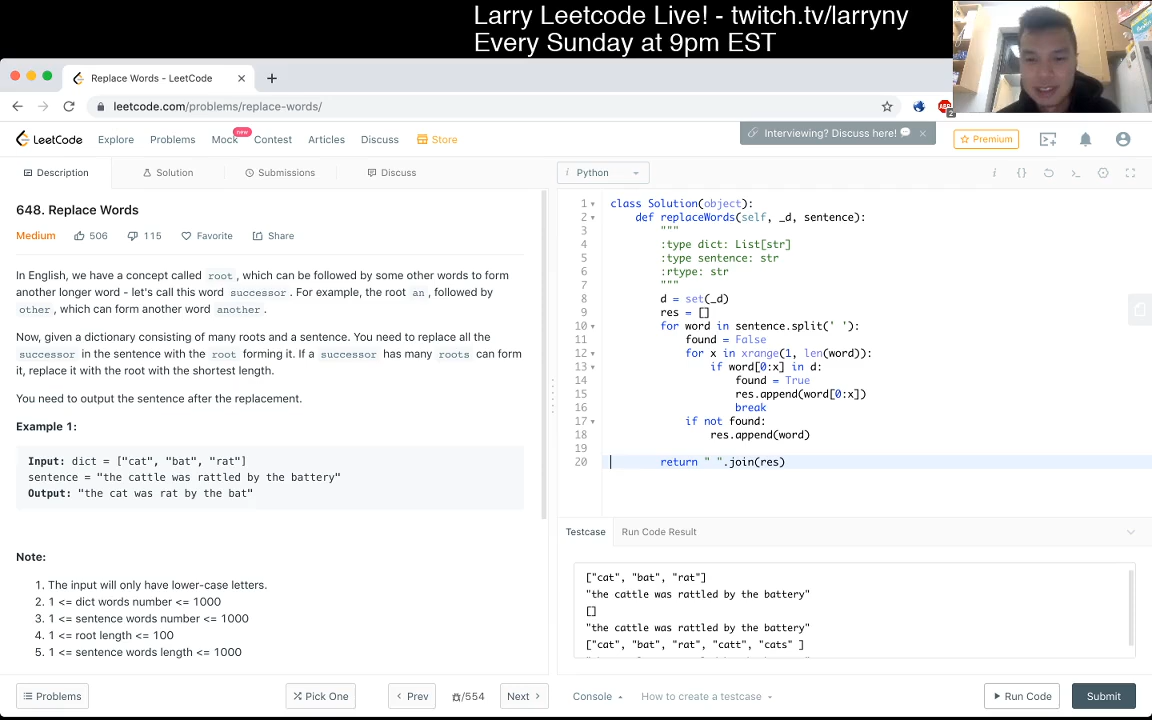 Larry Leetcode Live! - twitch.tv/larryny
Every Sunday at 9pm EST
Replace Words - LeetCode
leetcode.com/problems/replace-words/
ABP
2
LeetCode
Explore
Problems
Mock
new
Contest
Articles
Discuss
Store
Interviewing? Discuss here!
Premium
Description
Solution
Submissions
Discuss
i Python
648. Replace Words
Medium
506
115
Favorite
Share
In English, we have a concept called root, which can be followed by some other words to form
another longer word - let's call this word successor. For example, the root an, followed by
other, which can form another word another.
Now, given a dictionary consisting of many roots and a sentence. You need to replace all the
successor in the sentence with the root forming it. If a successor has many roots can form
it, replace it with the root with the shortest length.
You need to output the sentence after the replacement.
Example 1:
Input: dict = ["cat", "bat", "rat"]
sentence = "the cattle was rattled by the battery"
Output: "the cat was rat by the bat"
Note:
1. The input will only have lower-case letters.
2. 1 <= dict words number <= 1000
3. 1 <= sentence words number <= 1000
4. 1 <= root length <= 100
5. 1 <= sentence words length <= 1000
1 class Solution(object):
2 def replaceWords(self, _d, sentence):
3 """
4 :type dict: List[str]
5 :type sentence: str
6 :rtype: str
7 """
8 d = set(_d)
9 res = []
10 for word in sentence.split(' '):
11 found = False
12 for x in xrange(1, len(word)):
13 if word[0:x] in d:
14 found = True
15 res.append(word[0:x])
16 break
17 if not found:
18 res.append(word)
19
20 return " ".join(res)
Testcase
Run Code Result
["cat", "bat", "rat"]
"the cattle was rattled by the battery"
[]
"the cattle was rattled by the battery"
["cat", "bat", "rat", "catt", "cats" ]
Problems
Pick One
Prev
/554
Next
Console
How to create a testcase
Run Code
Submit